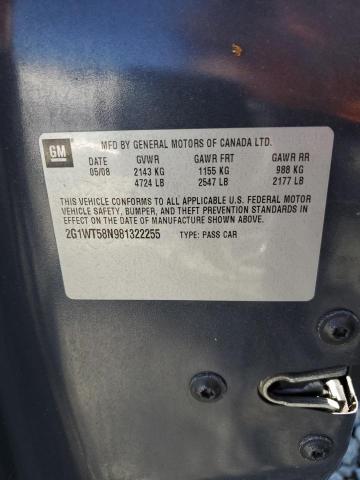 GM
MFD BY GENERAL MOTORS OF CANADA LTD.
DATE GVWR GAWR FRT GAWR RR
05/08 2143 KG 1155 KG 988 KG
4724 LB 2547 LB 2177 LB
THIS VEHICLE CONFORMS TO ALL APPLICABLE U.S. FEDERAL MOTOR
VEHICLE SAFETY, BUMPER, AND THEFT PREVENTION STANDARDS IN
EFFECT ON THE DATE OF MANUFACTURE SHOWN ABOVE.
2G1WT58N981322255 TYPE: PASS CAR